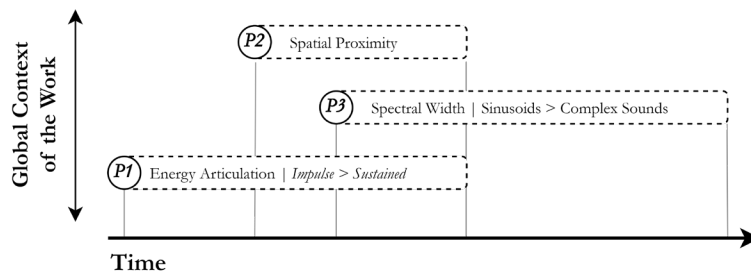 Global Context
of the Work
P2 Spatial Proximity
P3 Spectral Width | Sinusoids > Complex Sounds
P1 Energy Articulation | Impulse > Sustained
Time